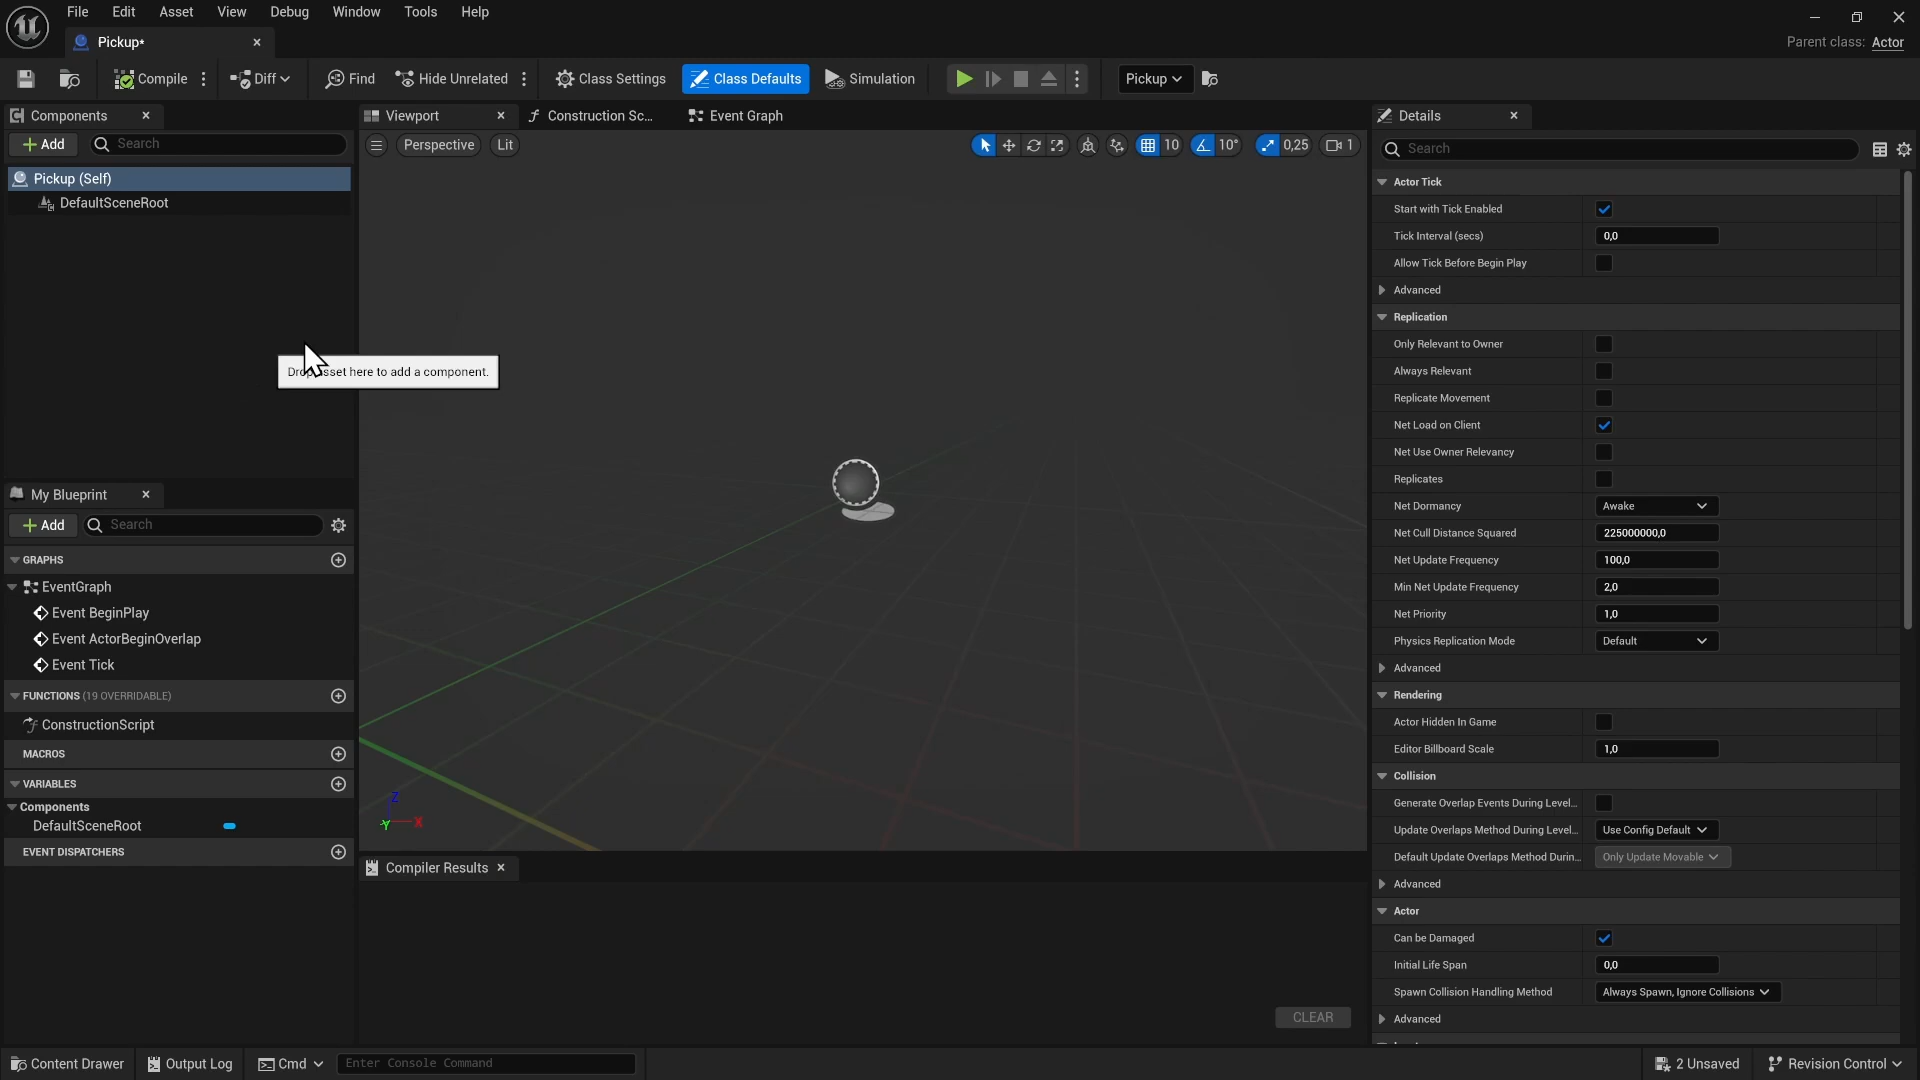 File Edit Asset View Debug Window Tools Help
Pickup*
Parent class: Actor
Compile Diff Find Hide Unrelated Class Settings Class Defaults Simulation Pickup
Components
Add Search
Pickup (Self)
DefaultSceneRoot
Viewport Construction Sc... Event Graph
Perspective Lit 10 10° 0,25 1
Drop asset here to add a component.
Z
Y X
My Blueprint
Add Search
GRAPHS
EventGraph
Event BeginPlay
Event ActorBeginOverlap
Event Tick
FUNCTIONS (19 OVERRIDABLE)
ConstructionScript
MACROS
VARIABLES
Components
DefaultSceneRoot
EVENT DISPATCHERS
Compiler Results
CLEAR
Details
Search
Actor Tick
Start with Tick Enabled
Tick Interval (secs) 0,0
Allow Tick Before Begin Play
Advanced
Replication
Only Relevant to Owner
Always Relevant
Replicate Movement
Net Load on Client
Net Use Owner Relevancy
Replicates
Net Dormancy Awake
Net Cull Distance Squared 225000000,0
Net Update Frequency 100,0
Min Net Update Frequency 2,0
Net Priority 1,0
Physics Replication Mode Default
Advanced
Rendering
Actor Hidden In Game
Editor Billboard Scale 1,0
Collision
Generate Overlap Events During Level...
Update Overlaps Method During Level... Use Config Default
Default Update Overlaps Method Durin... Only Update Movable
Advanced
Actor
Can be Damaged
Initial Life Span 0,0
Spawn Collision Handling Method Always Spawn, Ignore Collisions
Advanced
Content Drawer Output Log Cmd Enter Console Command 2 Unsaved Revision Control